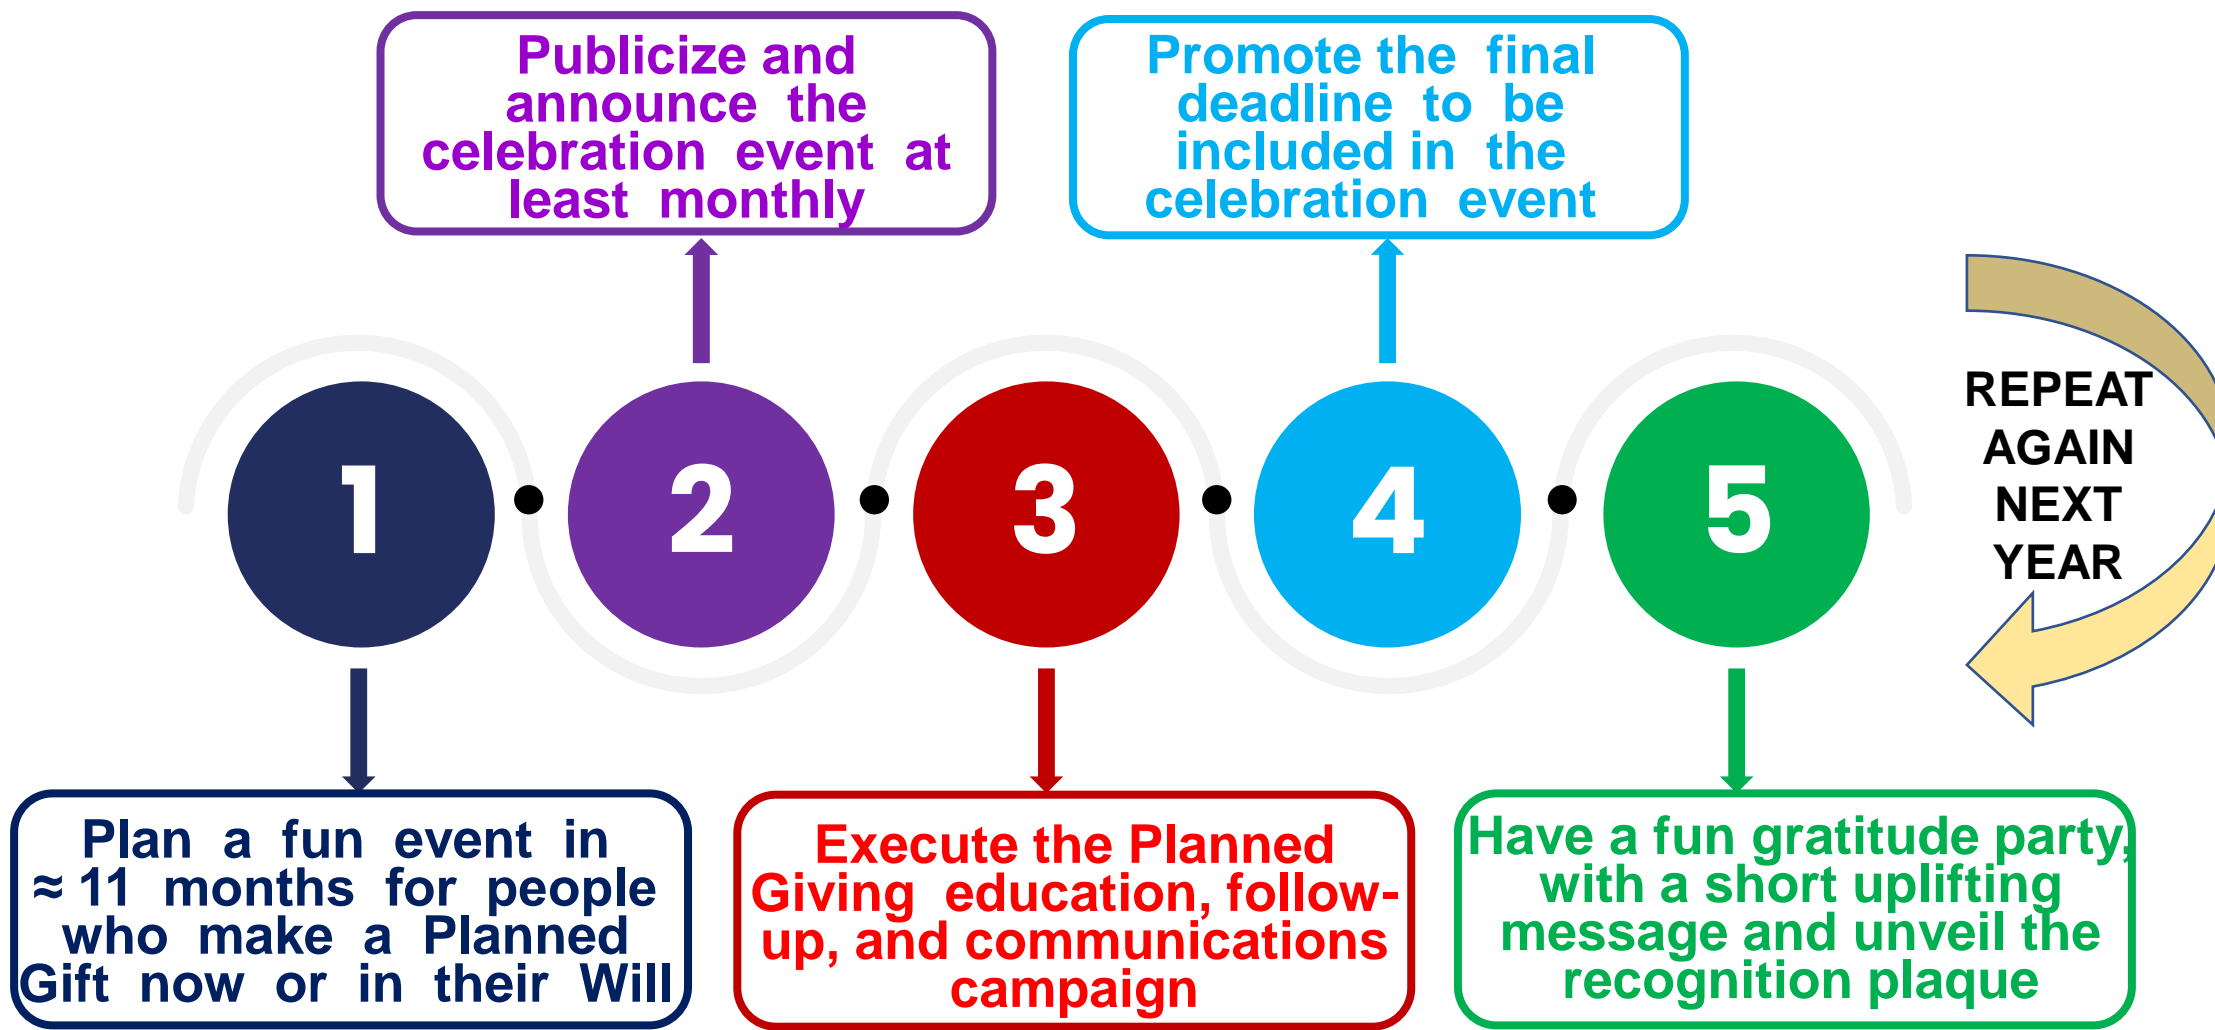 Publicize and
announce the
celebration event at
least monthly
Promote the final
deadline to be
included in the
celebration event
1
2
3
4
5
REPEAT
AGAIN
NEXT
YEAR
Plan a fun event in
≈ 11 months for people
who make a Planned
Gift now or in their Will
Execute the Planned
Giving education, follow-
up, and communications
campaign
Have a fun gratitude party,
with a short uplifting
message and unveil the
recognition plaque